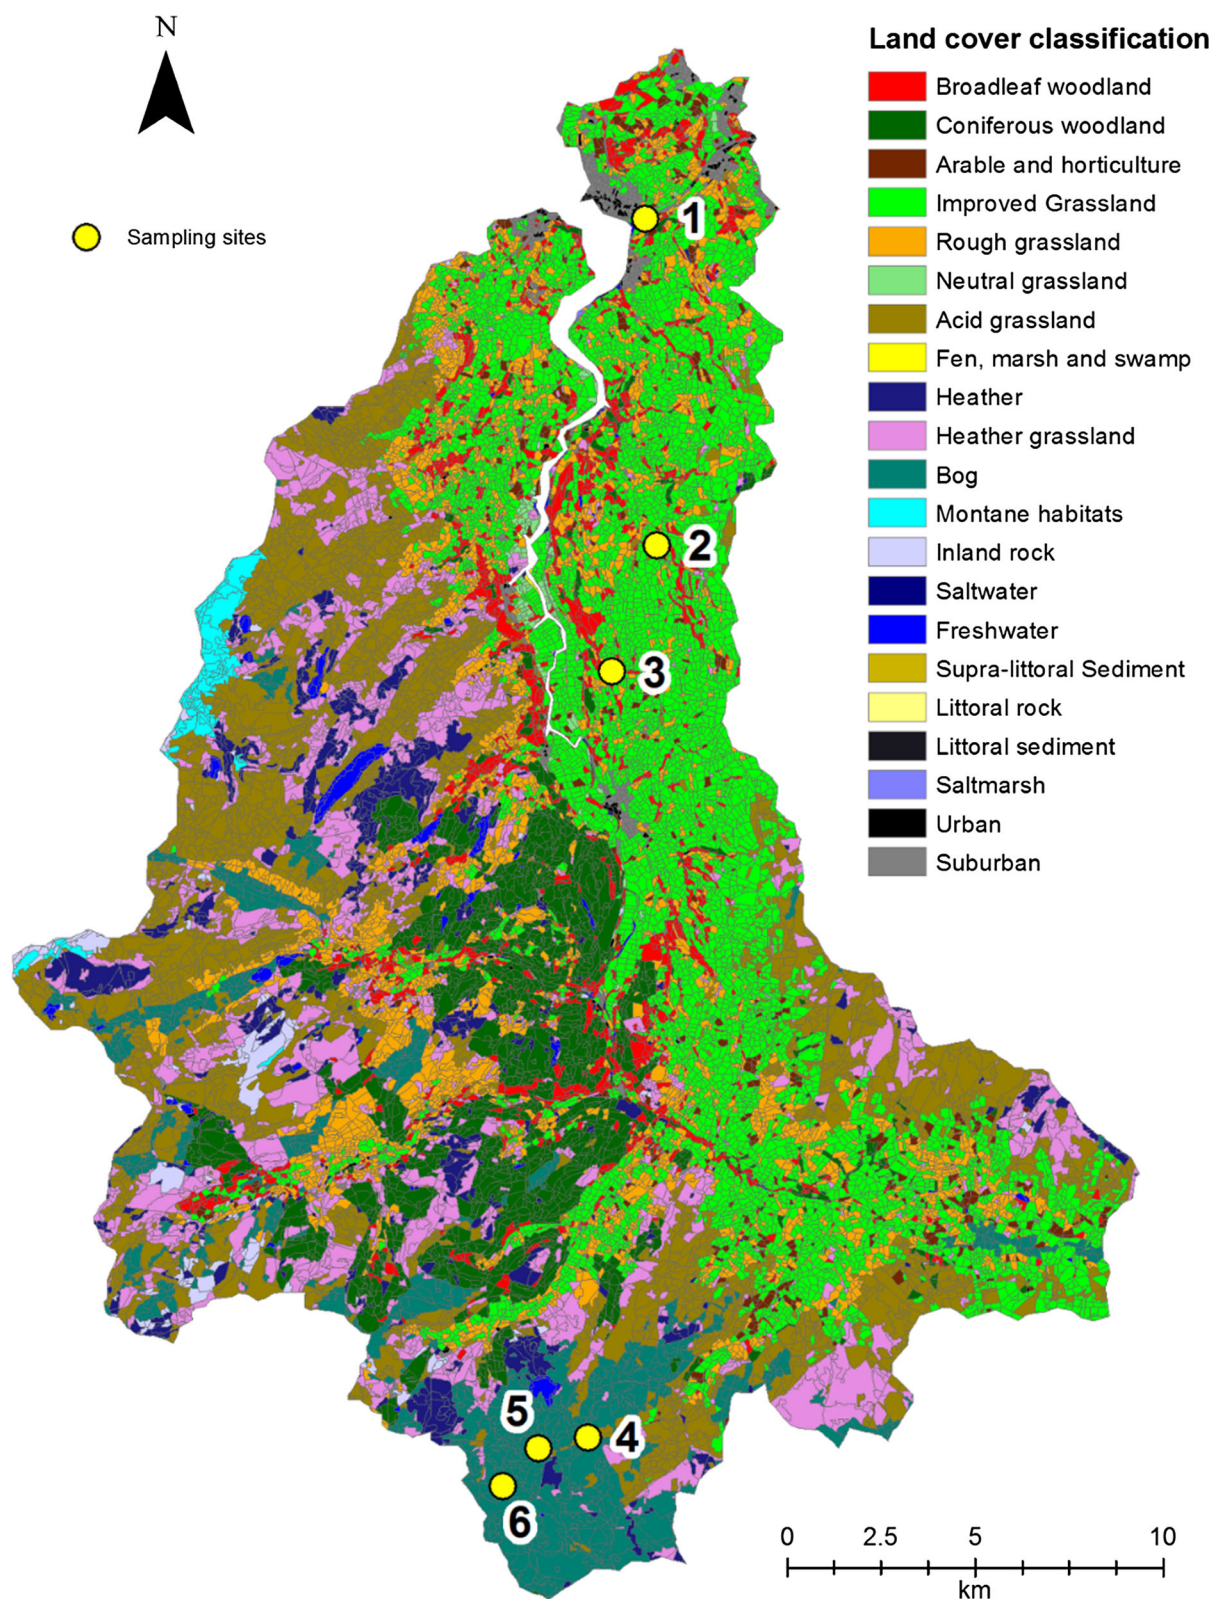 N
Sampling sites
Land cover classification
Broadleaf woodland
Coniferous woodland
Arable and horticulture
Improved Grassland
Rough grassland
Neutral grassland
Acid grassland
Fen, marsh and swamp
Heather
Heather grassland
Bog
Montane habitats
Inland rock
Saltwater
Freshwater
Supra-littoral Sediment
Littoral rock
Littoral sediment
Saltmarsh
Urban
Suburban
1
2
3
5
4
6
0 2.5 5 10
km